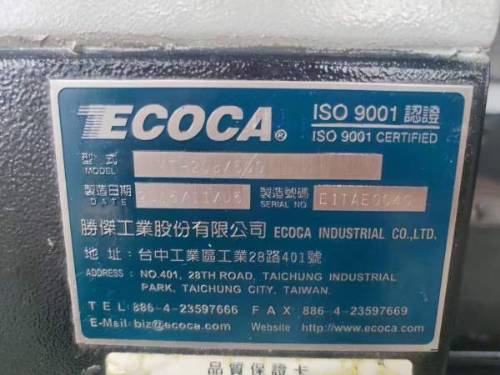 ECOCA®
ISO 9001 認證
ISO 9001 CERTIFIED
型式
MODEL
製造日期
DATE
製造號碼
SERIAL NO
勝傑工業股份有限公司 ECOCA INDUSTRIAL CO.,LTD.
地址:台中工業區工業28路401號
ADDRESS : NO.401, 28TH ROAD, TAICHUNG INDUSTRIAL
PARK, TAICHUNG CITY, TAIWAN.
TEL886-4-23597666 FAX 886-4-23597669
E-Mail biz@ecoca.com Website http://www.ecoca.com
品質保證卡